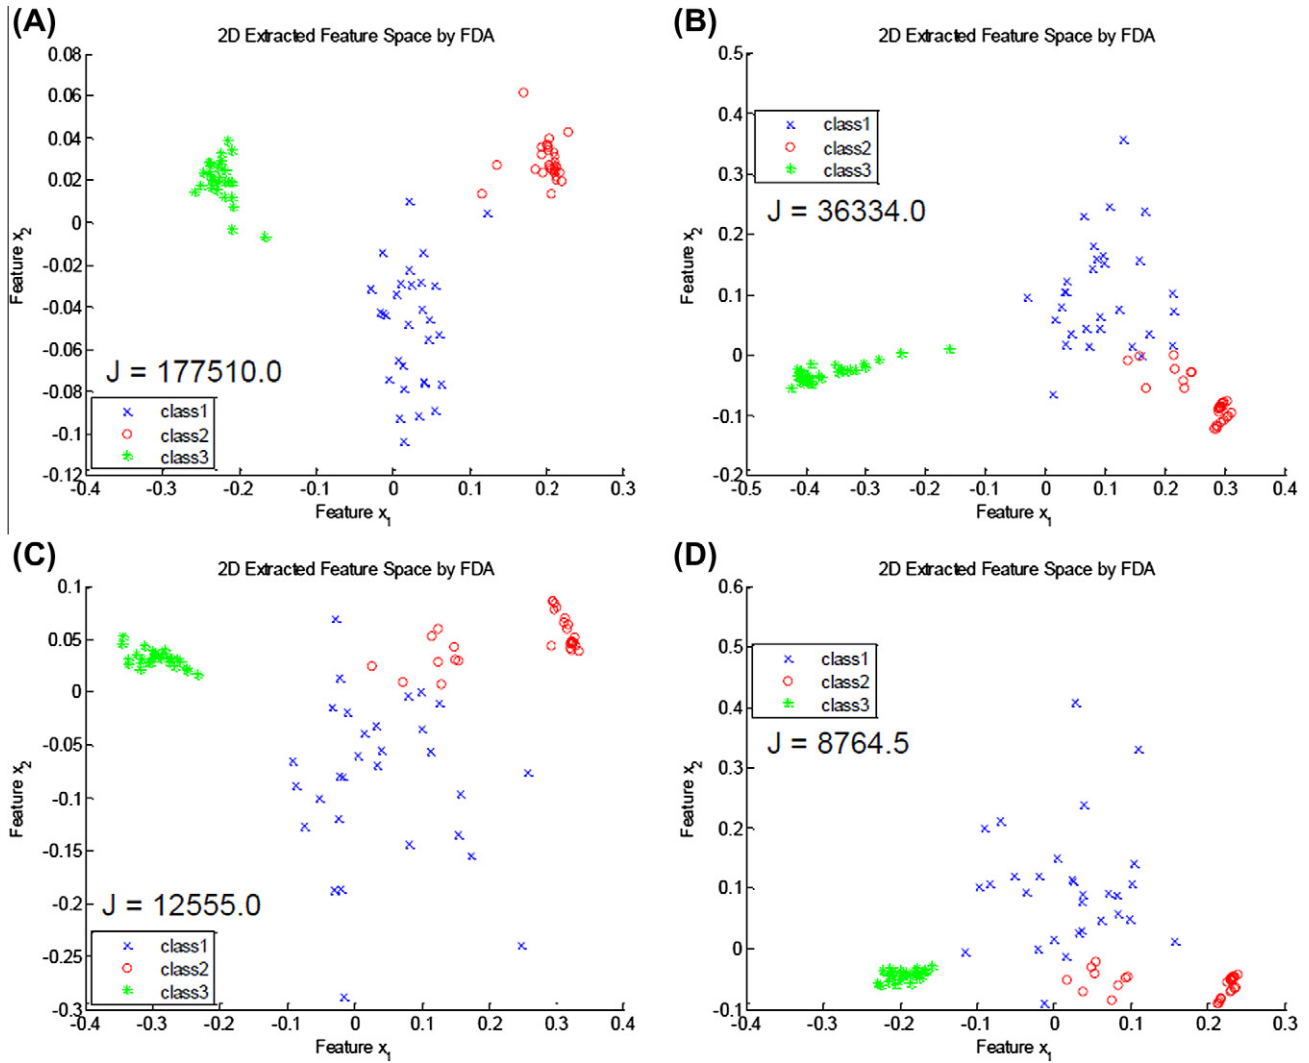 (A)
2D Extracted Feature Space by FDA
0.08
0.06
0.04
0.02
0
-0.02
-0.04
-0.06
-0.08
-0.1
-0.12
Feature x2
J = 177510.0
class1
class2
class3
-0.4
-0.3
-0.2
-0.1
0
0.1
0.2
0.3
Feature x1
(B)
2D Extracted Feature Space by FDA
0.5
0.4
0.3
0.2
0.1
0
-0.1
-0.2
Feature x2
class1
class2
class3
J = 36334.0
-0.5
-0.4
-0.3
-0.2
-0.1
0
0.1
0.2
0.3
0.4
Feature x1
(C)
2D Extracted Feature Space by FDA
0.1
0.05
0
-0.05
-0.1
-0.15
-0.2
-0.25
-0.3
Feature x2
J = 12555.0
class1
class2
class3
-0.4
-0.3
-0.2
-0.1
0
0.1
0.2
0.3
0.4
Feature x1
(D)
2D Extracted Feature Space by FDA
0.6
0.5
0.4
0.3
0.2
0.1
0
-0.1
Feature x2
class1
class2
class3
J = 8764.5
-0.4
-0.3
-0.2
-0.1
0
0.1
0.2
0.3
Feature x1